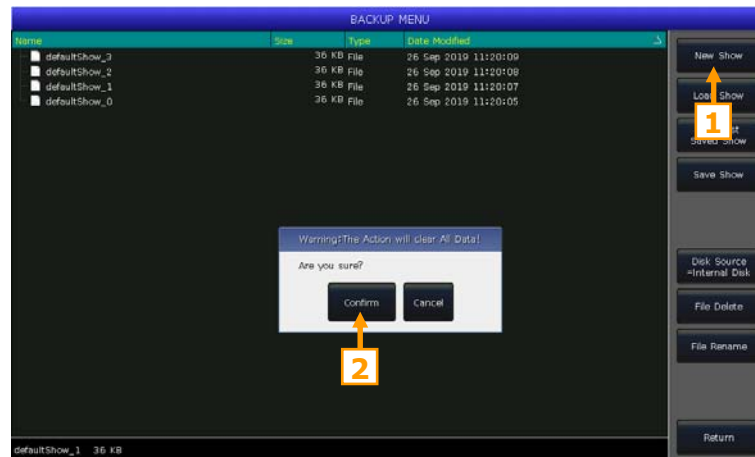 BACKUP MENU
Name Size Type Date Modified
defaultShow_3 36 KB File 26 Sep 2019 11:20:09
defaultShow_2 36 KB File 26 Sep 2019 11:20:08
defaultShow_1 36 KB File 26 Sep 2019 11:20:07
defaultShow_0 36 KB File 26 Sep 2019 11:20:05
New Show
Load Show
1
Saved Show
Save Show
Warning:The Action will clear All Data!
Are you sure?
Confirm Cancel
2
Disk Source
=Internal Disk
File Delete
File Rename
Return
defaultShow_1 36 KB